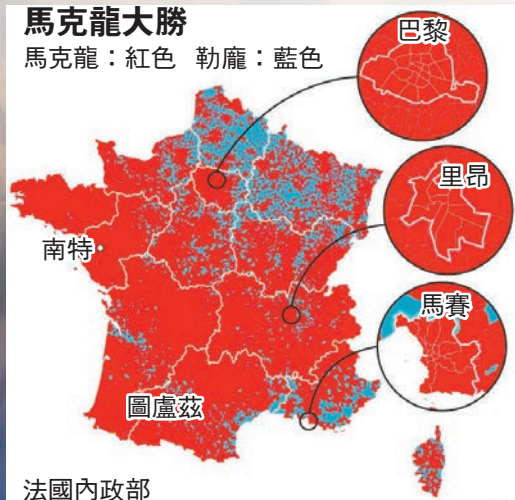 馬克龍大勝
馬克龍：紅色 勒龐：藍色
巴黎
里昂
南特
馬賽
圖盧茲
法國內政部